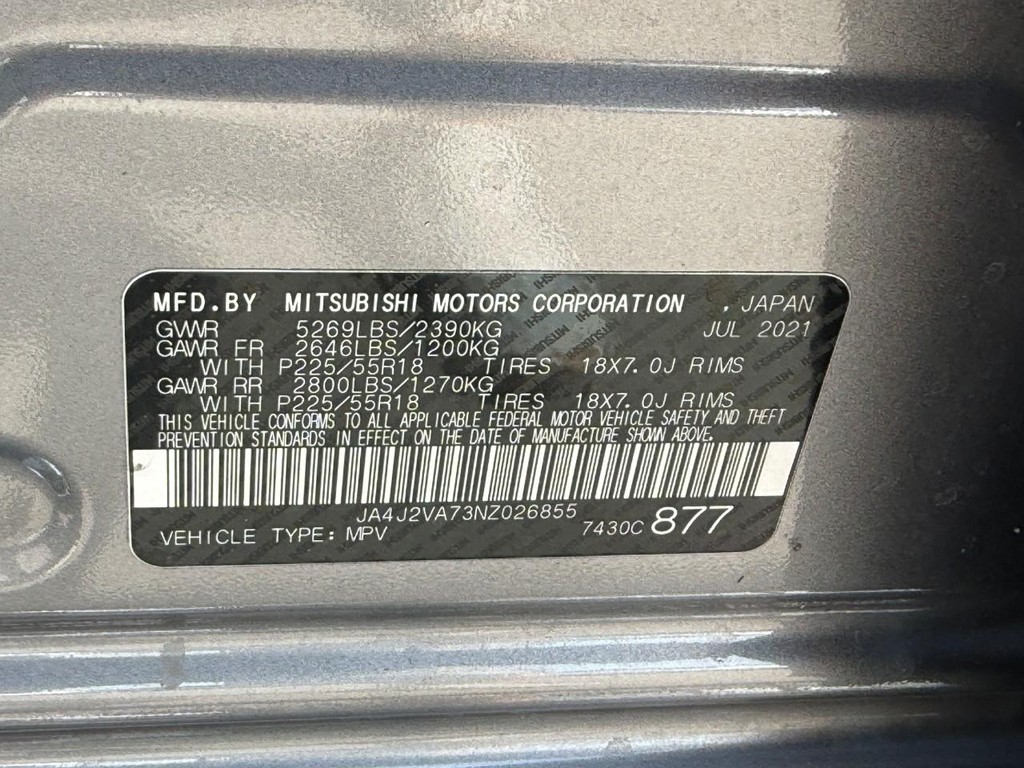 MFD.BY MITSUBISHI MOTORS CORPORATION , JAPAN
GVWR 5269LBS/2390KG JUL 2021
GAWR FR 2646LBS/1200KG
WITH P225/55R18 TIRES 18X7.0J RIMS
GAWR RR 2800LBS/1270KG
WITH P225/55R18 TIRES 18X7.0J RIMS
THIS VEHICLE CONFORMS TO ALL APPLICABLE FEDERAL MOTOR VEHICLE SAFETY AND THEFT
PREVENTION STANDARDS IN EFFECT ON THE DATE OF MANUFACTURE SHOWN ABOVE.
JA4J2VA73NZ026855
VEHICLE TYPE: MPV 7430C 877